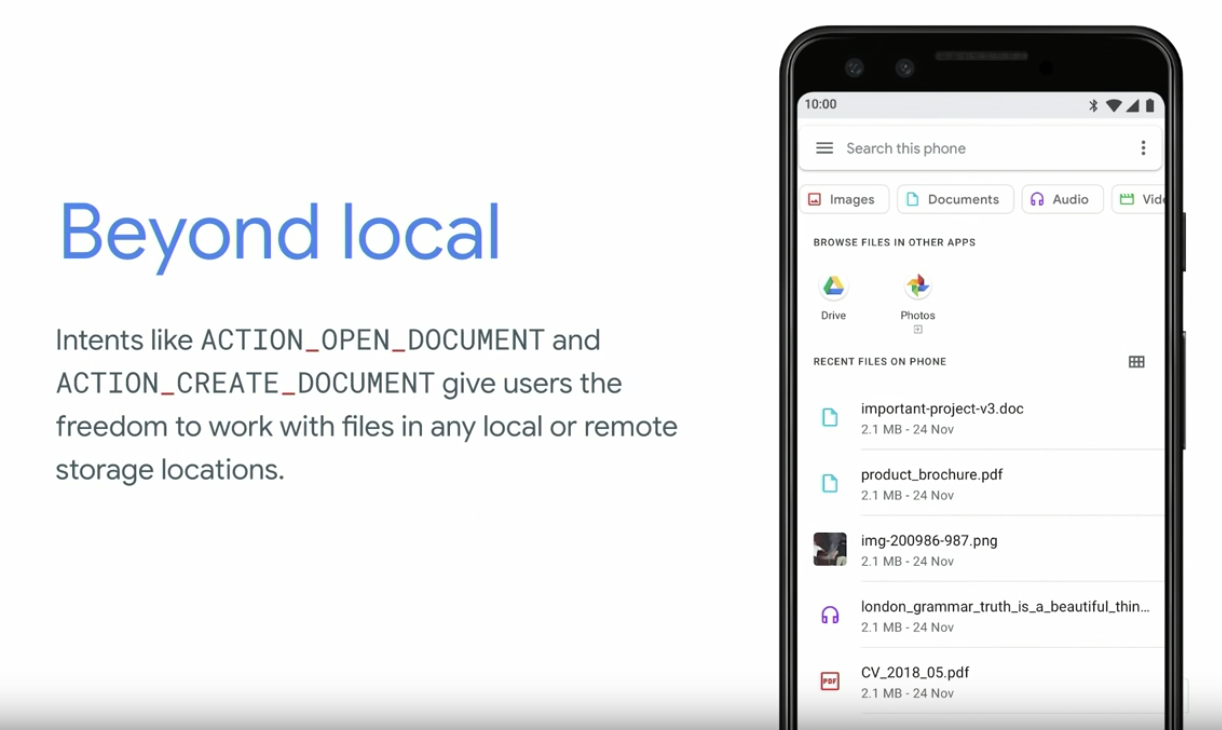 Beyond local
Intents like ACTION_OPEN_DOCUMENT and
ACTION_CREATE_DOCUMENT give users the
freedom to work with files in any local or remote
storage locations.
10:00
Search this phone
Images Documents Audio Vid
BROWSE FILES IN OTHER APPS
Drive Photos
RECENT FILES ON PHONE
important-project-v3.doc
2.1 MB - 24 Nov
product_brochure.pdf
2.1 MB - 24 Nov
img-200986-987.png
2.1 MB - 24 Nov
london_grammar_truth_is_a_beautiful_thin...
2.1 MB - 24 Nov
PDF CV_2018_05.pdf
2.1 MB - 24 Nov